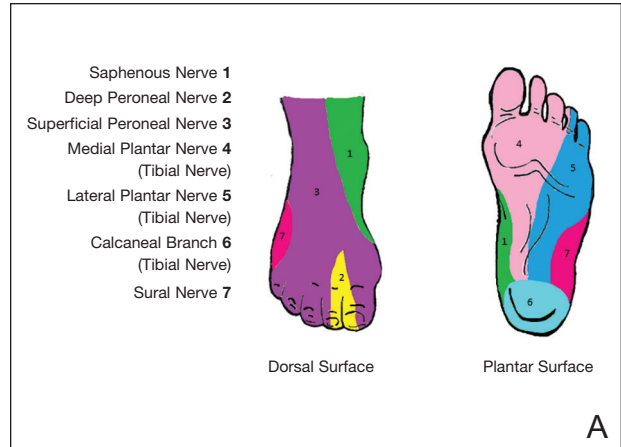 Saphenous Nerve 1
Deep Peroneal Nerve 2
Superficial Peroneal Nerve 3
Medial Plantar Nerve 4
(Tibial Nerve)
Lateral Plantar Nerve 5
(Tibial Nerve)
Calcaneal Branch 6
(Tibial Nerve)
Sural Nerve 7
1
3
7
2
Dorsal Surface
4
5
1
7
6
Plantar Surface
A